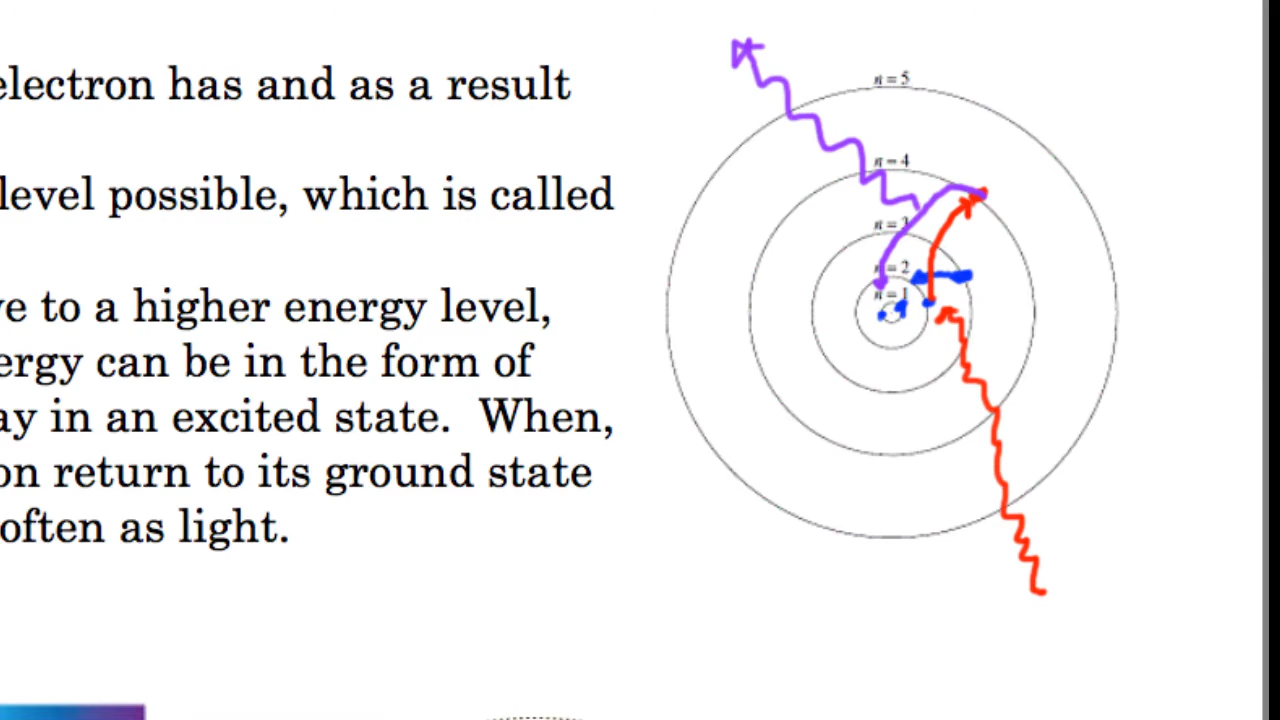 electron has and as a result
level possible, which is called
ve to a higher energy level,
ergy can be in the form of
ay in an excited state. When,
on return to its ground state
often as light.
n = 5
n = 4
n = 3
n = 2
n = 1